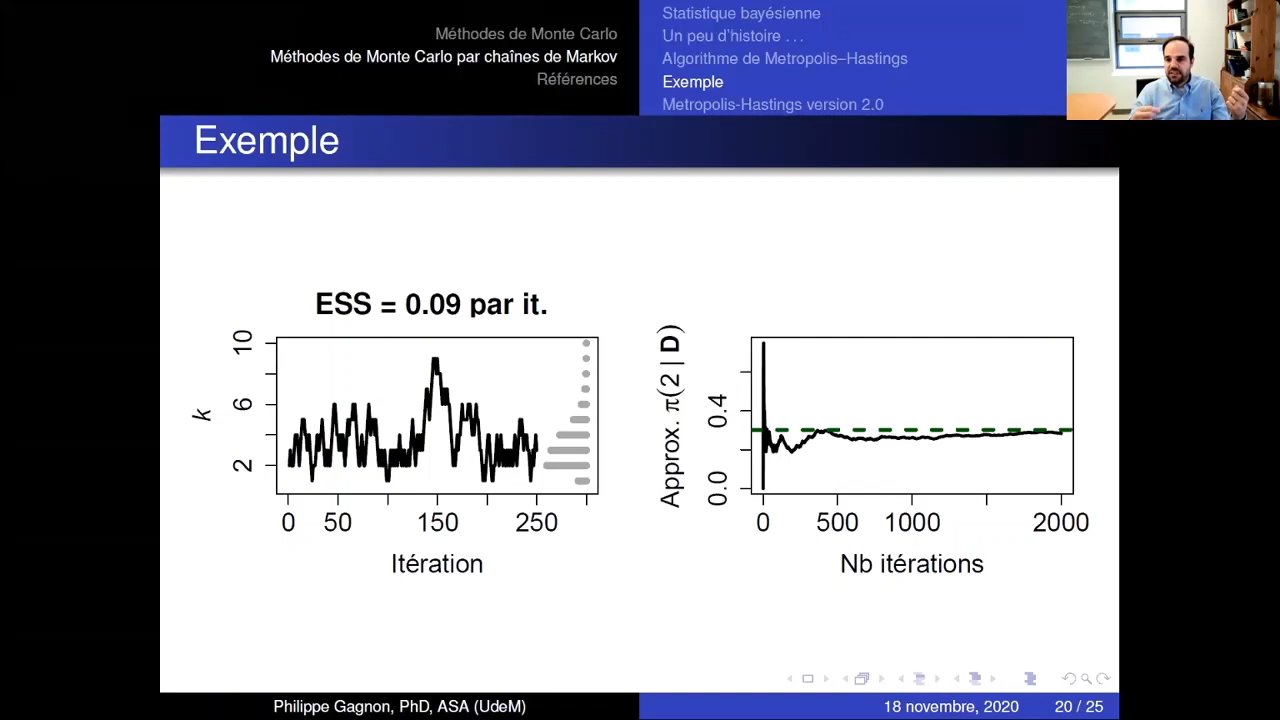 Méthodes de Monte Carlo
Méthodes de Monte Carlo par chaînes de Markov
Références
Statistique bayésienne
Un peu d'histoire . . .
Algorithme de Metropolis–Hastings
Exemple
Metropolis-Hastings version 2.0
Exemple
ESS = 0.09 par it.
k
10
6
2
0 50 150 250
Itération
Approx. π(2 | D)
0.4
0.0
0 500 1000 2000
Nb itérations
Philippe Gagnon, PhD, ASA (UdeM)
18 novembre, 2020 20 / 25